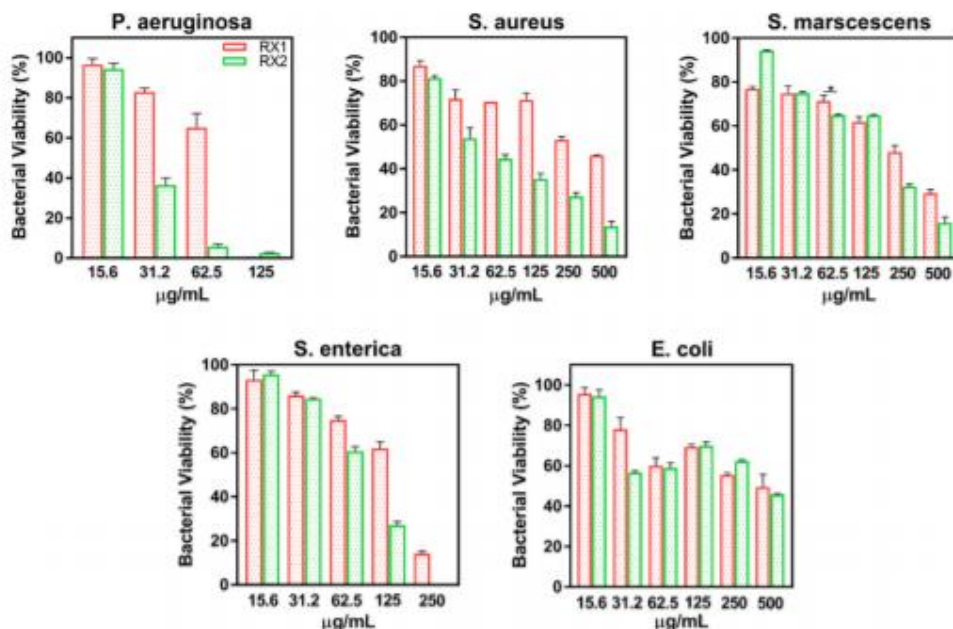 P. aeruginosa
Bacterial Viability (%)
100
80
60
40
20
0
RX1
RX2
15.6 31.2 62.5 125
µg/mL
S. aureus
Bacterial Viability (%)
100
80
60
40
20
0
15.6 31.2 62.5 125 250 500
µg/mL
S. marscescens
Bacterial Viability (%)
100
80
60
40
20
0
*
15.6 31.2 62.5 125 250 500
µg/mL
S. enterica
Bacterial Viability (%)
100
80
60
40
20
0
15.6 31.2 62.5 125 250
µg/mL
E. coli
Bacterial Viability (%)
100
80
60
40
20
0
15.6 31.2 62.5 125 250 500
µg/mL